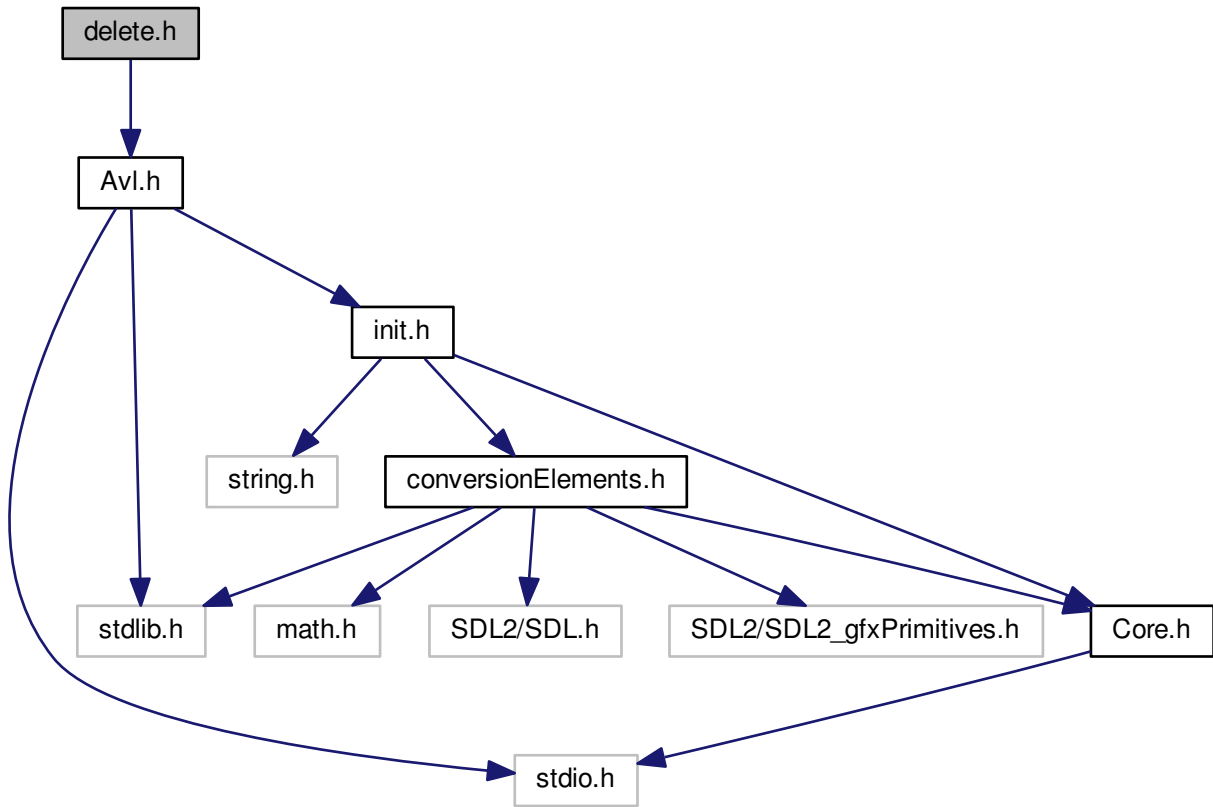 delete.h
Avl.h
init.h
string.h
conversionElements.h
stdlib.h
math.h
SDL2/SDL.h
SDL2/SDL2_gfxPrimitives.h
Core.h
stdio.h